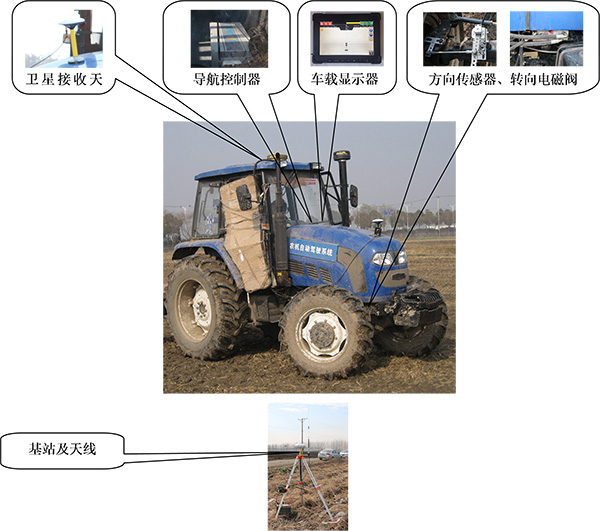 卫星接收天
导航控制器
车载显示器
方向传感器、转向电磁阀
农机自动驾驶系统
基站及天线